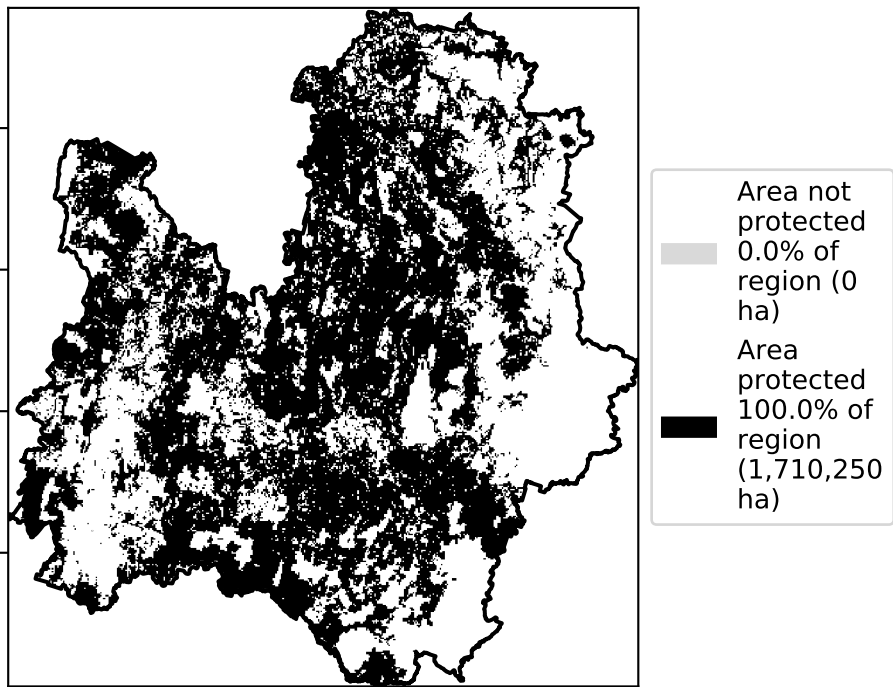 Area not
protected
0.0% of
region (0
ha)
Area
protected
100.0% of
region
(1,710,250
ha)